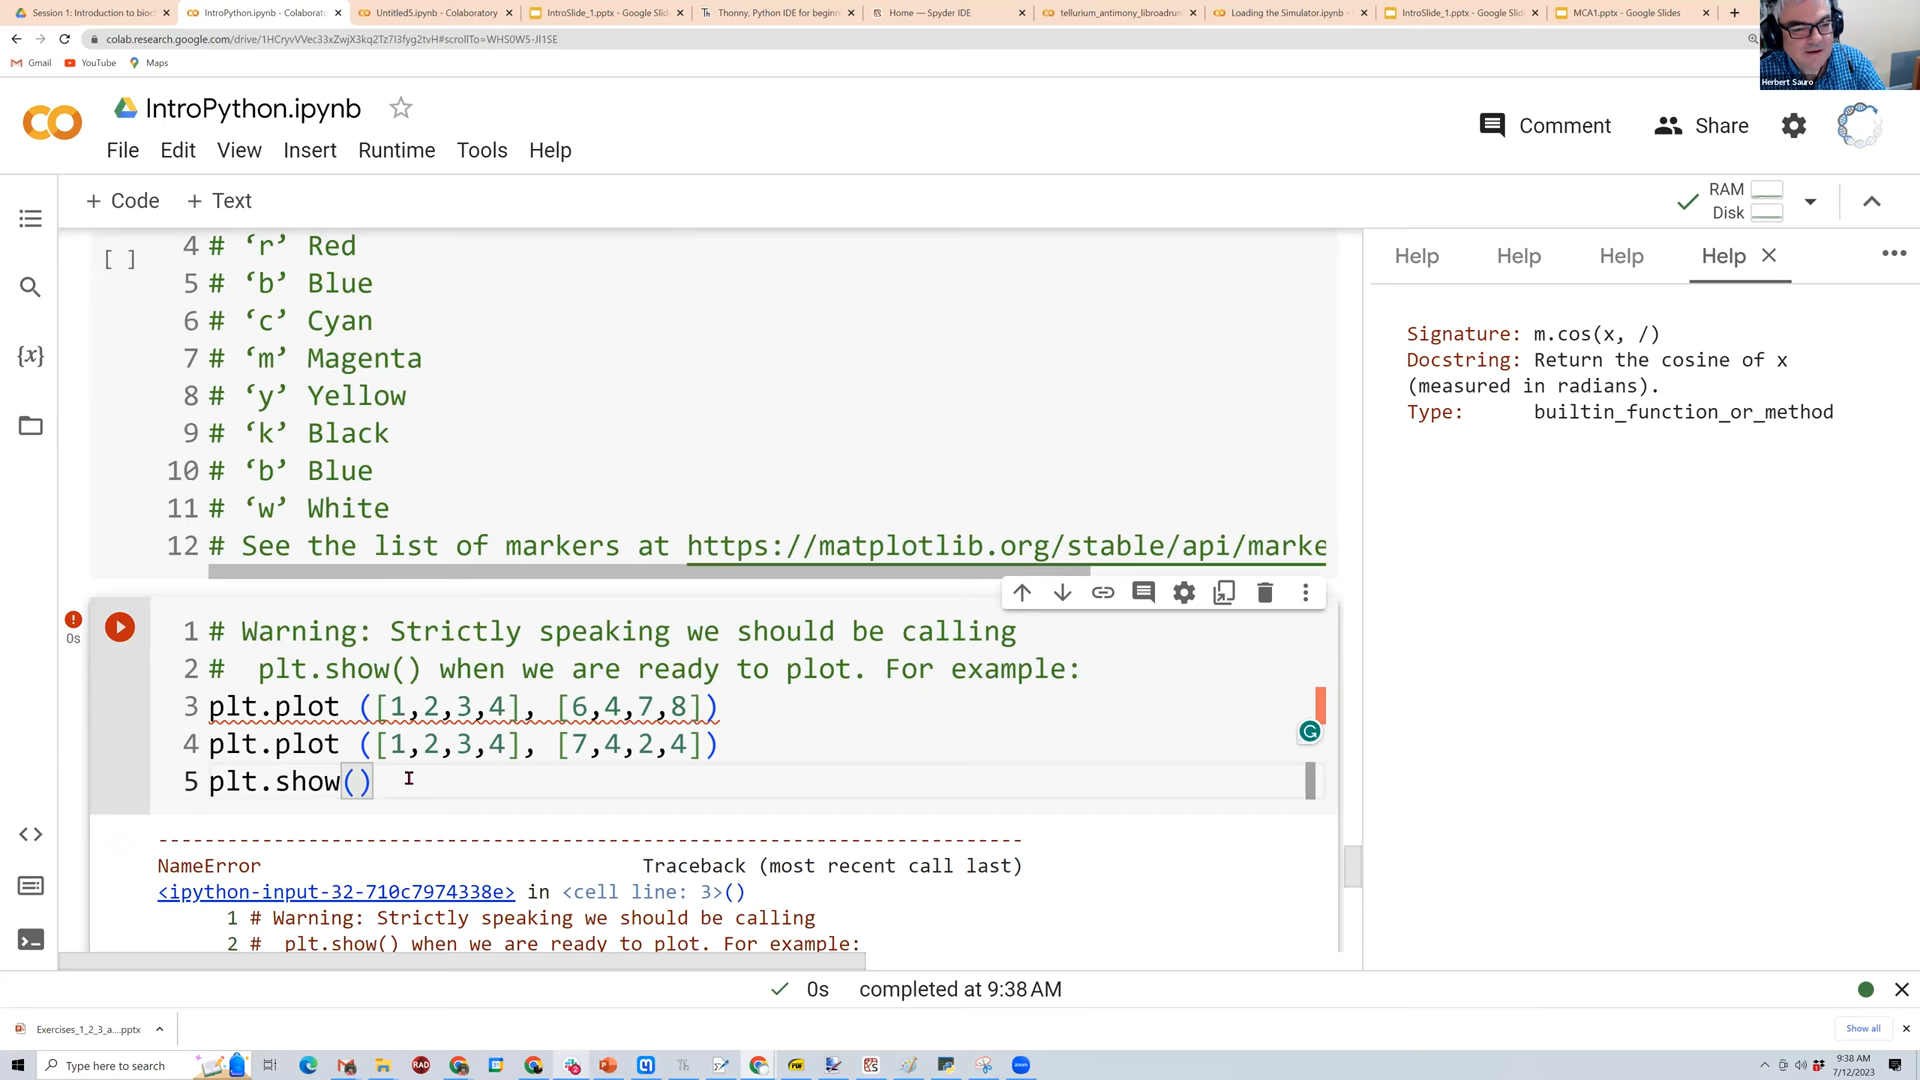 Session 1: Introduction to bioch
IntroPython.ipynb - Colaborato
Untitled5.ipynb - Colaboratory
IntroSlide_1.pptx - Google Slid
Thonny, Python IDE for beginn
Home — Spyder IDE
tellurium_antimony_libroadrun
Loading the Simulator.ipynb -
IntroSlide_1.pptx - Google Slid
MCA1.pptx - Google Slides
colab.research.google.com/drive/1HCryvVVec33xZwjX3kq2Tz7I3fyg2tvH#scrollTo=WHS0W5-Jl1SE
Gmail
YouTube
Maps
Herbert Sauro
IntroPython.ipynb
Comment
Share
File
Edit
View
Insert
Runtime
Tools
Help
+ Code
+ Text
RAM
Disk
4 # ‘r’ Red
[ ]
5 # ‘b’ Blue
6 # ‘c’ Cyan
7 # ‘m’ Magenta
8 # ‘y’ Yellow
9 # ‘k’ Black
10 # ‘b’ Blue
11 # ‘w’ White
12 # See the list of markers at https://matplotlib.org/stable/api/marke
0s
1 # Warning: Strictly speaking we should be calling
2 #  plt.show() when we are ready to plot. For example:
3 plt.plot ([1,2,3,4], [6,4,7,8])
4 plt.plot ([1,2,3,4], [7,4,2,4])
5 plt.show()
---------------------------------------------------------------------------
NameError                                 Traceback (most recent call last)
<ipython-input-32-710c7974338e> in <cell line: 3>()
1 # Warning: Strictly speaking we should be calling
2 #  plt.show() when we are ready to plot. For example:
Help
Help
Help
Help
Signature: m.cos(x, /)
Docstring: Return the cosine of x
(measured in radians).
Type:      builtin_function_or_method
0s completed at 9:38 AM
Exercises_1_2_3_a....pptx
Show all
Type here to search
9:38 AM
7/12/2023